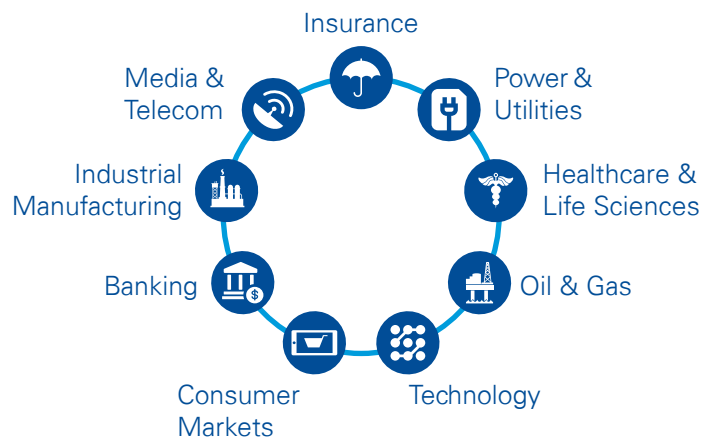 Insurance
Power &
Utilities
Healthcare &
Life Sciences
Oil & Gas
Technology
Consumer
Markets
Banking
$
Industrial
Manufacturing
Media &
Telecom